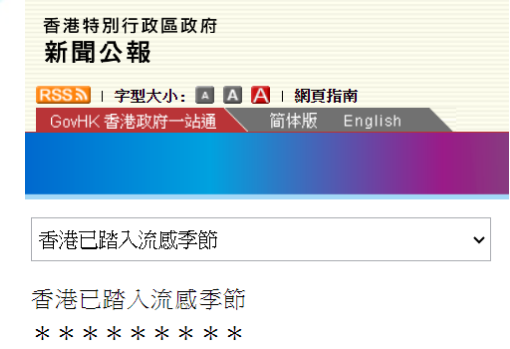 香港特別行政區政府
新聞公報
RSS | 字型大小: A A A | 網頁指南
GovHK 香港政府一站通 简体版 English
香港已踏入流感季節
香港已踏入流感季節
＊＊＊＊＊＊＊＊＊